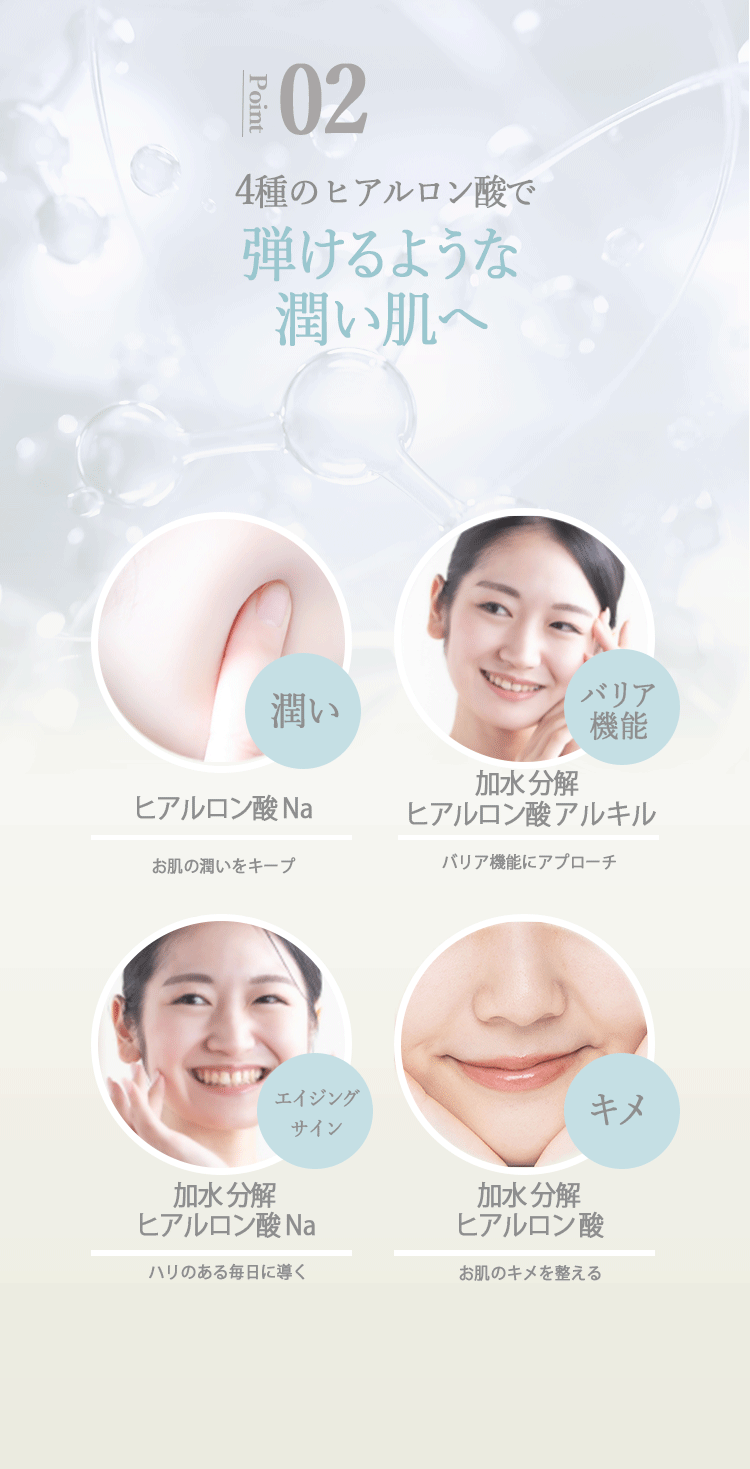 Point
02
4種のヒアルロン酸で
弾けるような
潤い肌へ
潤い
バリア
機能
ヒアルロン酸Na
お肌の潤いをキープ
加水分解
ヒアルロン酸アルキル
バリア機能にアプローチ
エイジング
サイン
キメ
加水分解
ヒアルロン酸Na
ハリのある毎日に導く
加水分解
ヒアルロン酸
お肌のキメを整える